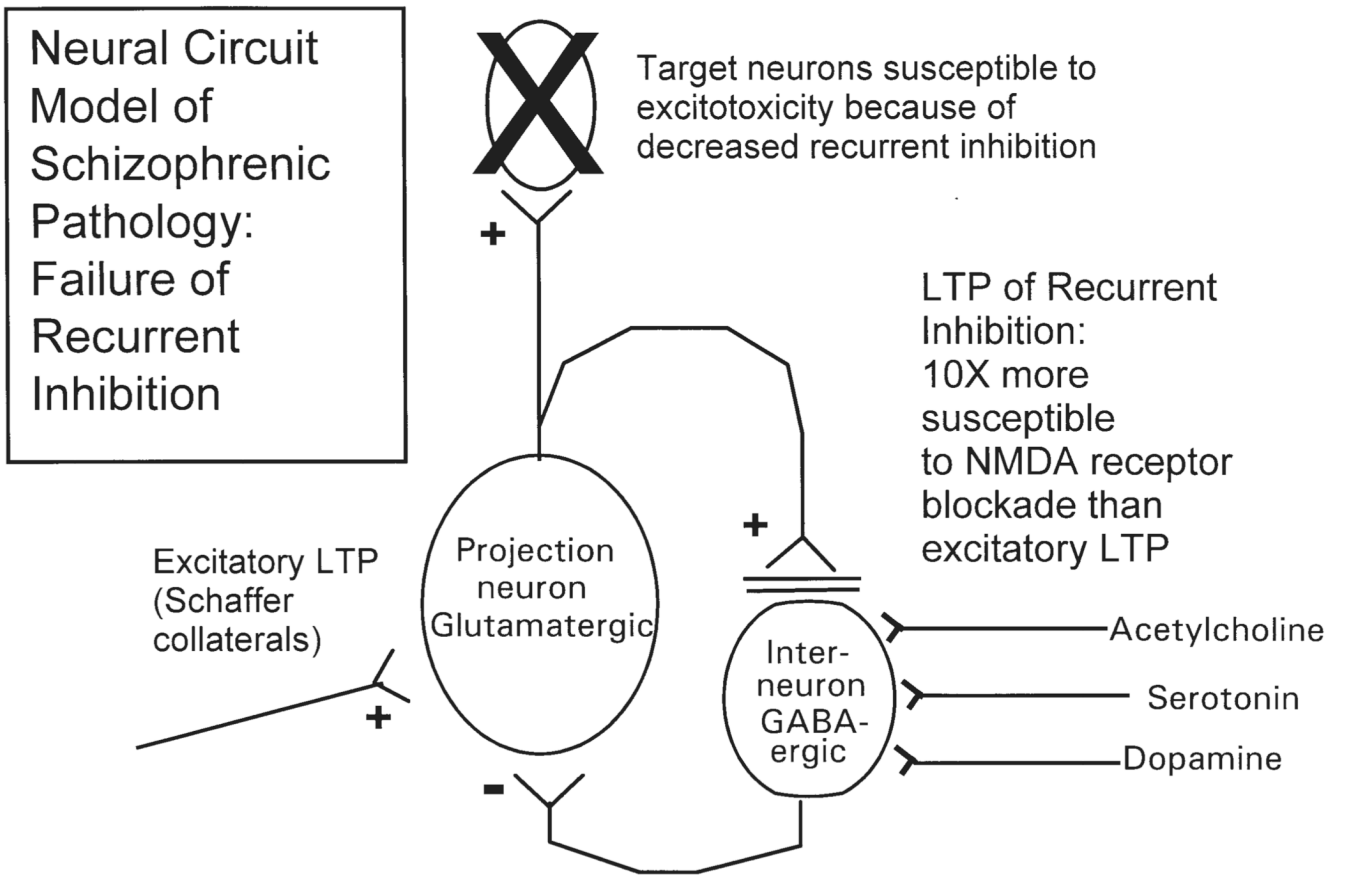 Neural Circuit
Model of
Schizophrenic
Pathology:
Failure of
Recurrent
Inhibition
Target neurons susceptible to
excitotoxicity because of
decreased recurrent inhibition
+
LTP of Recurrent
Inhibition:
10X more
susceptible
to NMDA receptor
blockade than
excitatory LTP
+
Excitatory LTP
(Schaffer
collaterals)
+
Projection
neuron
Glutamatergic
-
Inter-
neuron
GABA-
ergic
Acetylcholine
Serotonin
Dopamine